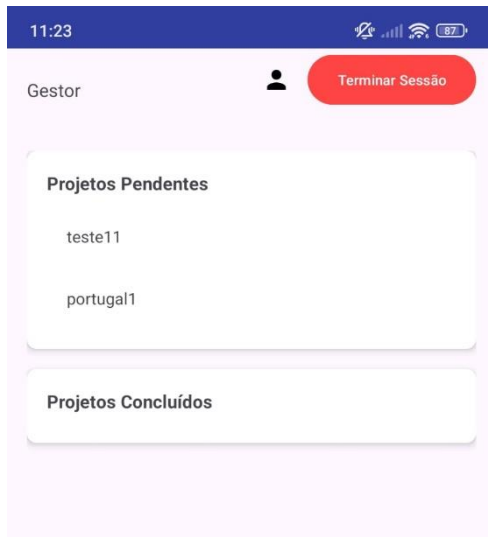 11:23
87
Gestor
Terminar Sessão
Projetos Pendentes
teste11
portugal1
Projetos Concluídos